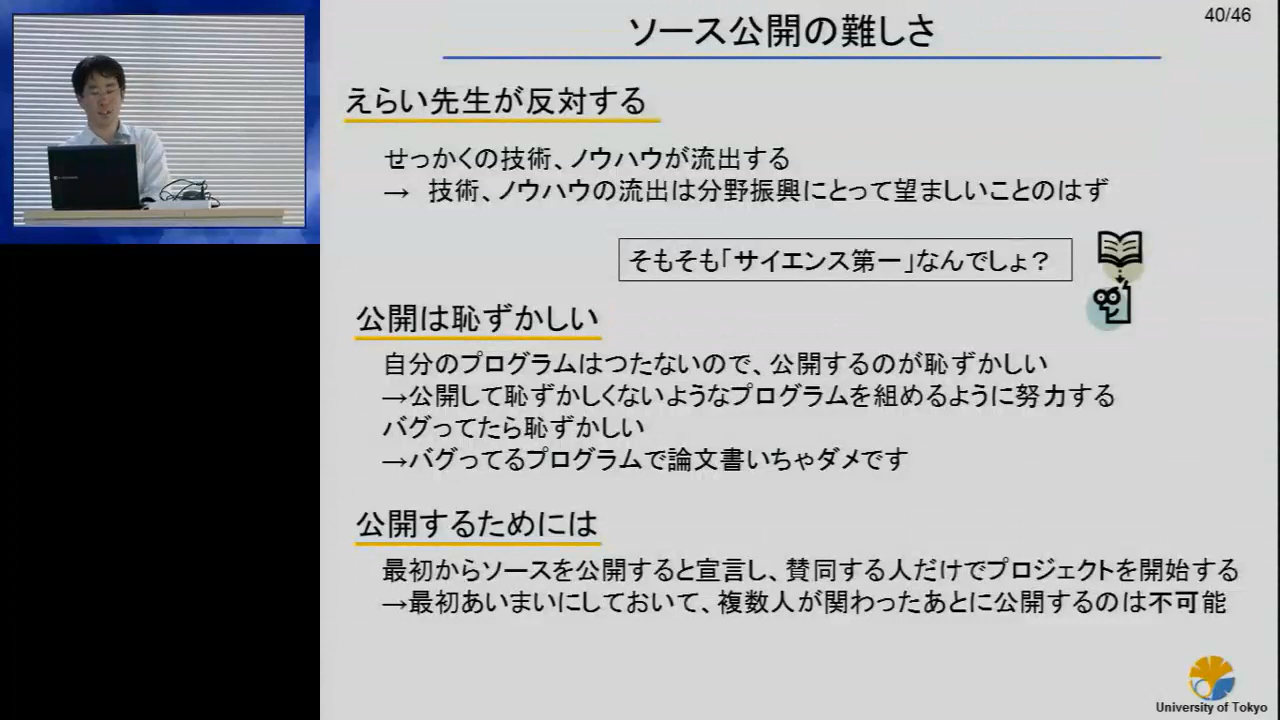 40/46
ソース公開の難しさ
えらい先生が反対する
せっかくの技術、ノウハウが流出する
→ 技術、ノウハウの流出は分野振興にとって望ましいことのはず
そもそも「サイエンス第一」なんでしょ？
公開は恥ずかしい
自分のプログラムはつたないので、公開するのが恥ずかしい
→公開して恥ずかしくないようなプログラムを組めるように努力する
バグってたら恥ずかしい
→バグってるプログラムで論文書いちゃダメです
公開するためには
最初からソースを公開すると宣言し、賛同する人だけでプロジェクトを開始する
→最初あいまいにしておいて、複数人が関わったあとに公開するのは不可能
University of Tokyo